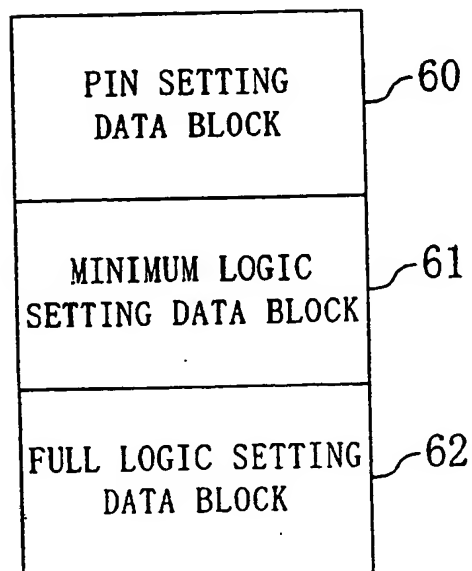 PIN SETTING
DATA BLOCK
60
MINIMUM LOGIC
SETTING DATA BLOCK
61
FULL LOGIC SETTING
DATA BLOCK
62